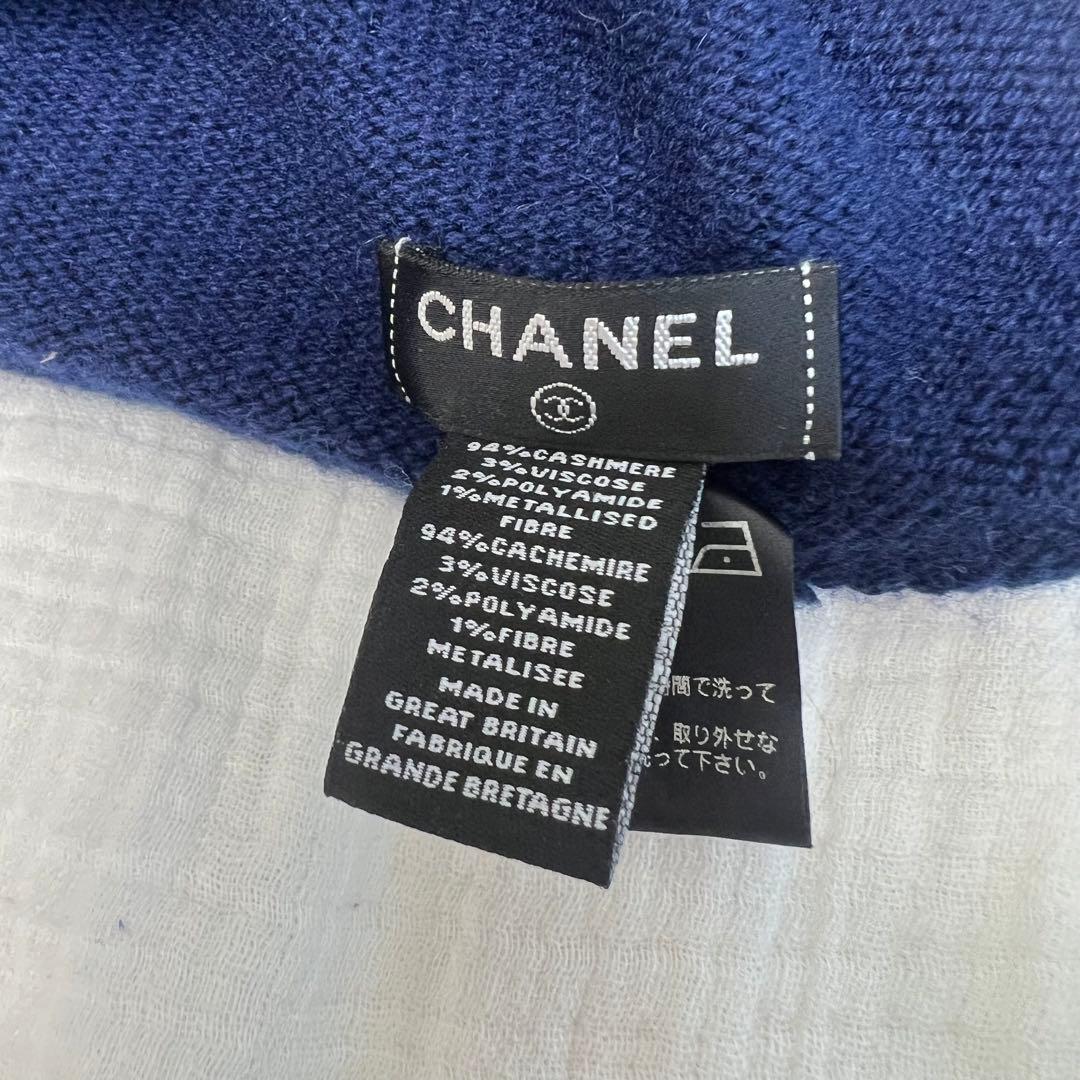 CHANEL
94%CASHMERE
3%VISCOSE
2%POLYAMIDE
1%METALLISED
FIBRE
94%CACHEMIRE
3%VISCOSE
2%POLYAMIDE
1%FIBRE
METALISEE
MADE IN
GREAT BRITAIN
FABRIQUE EN
GRANDE BRETAGNE
時間で洗って
、取り外せな
洗って下さい。